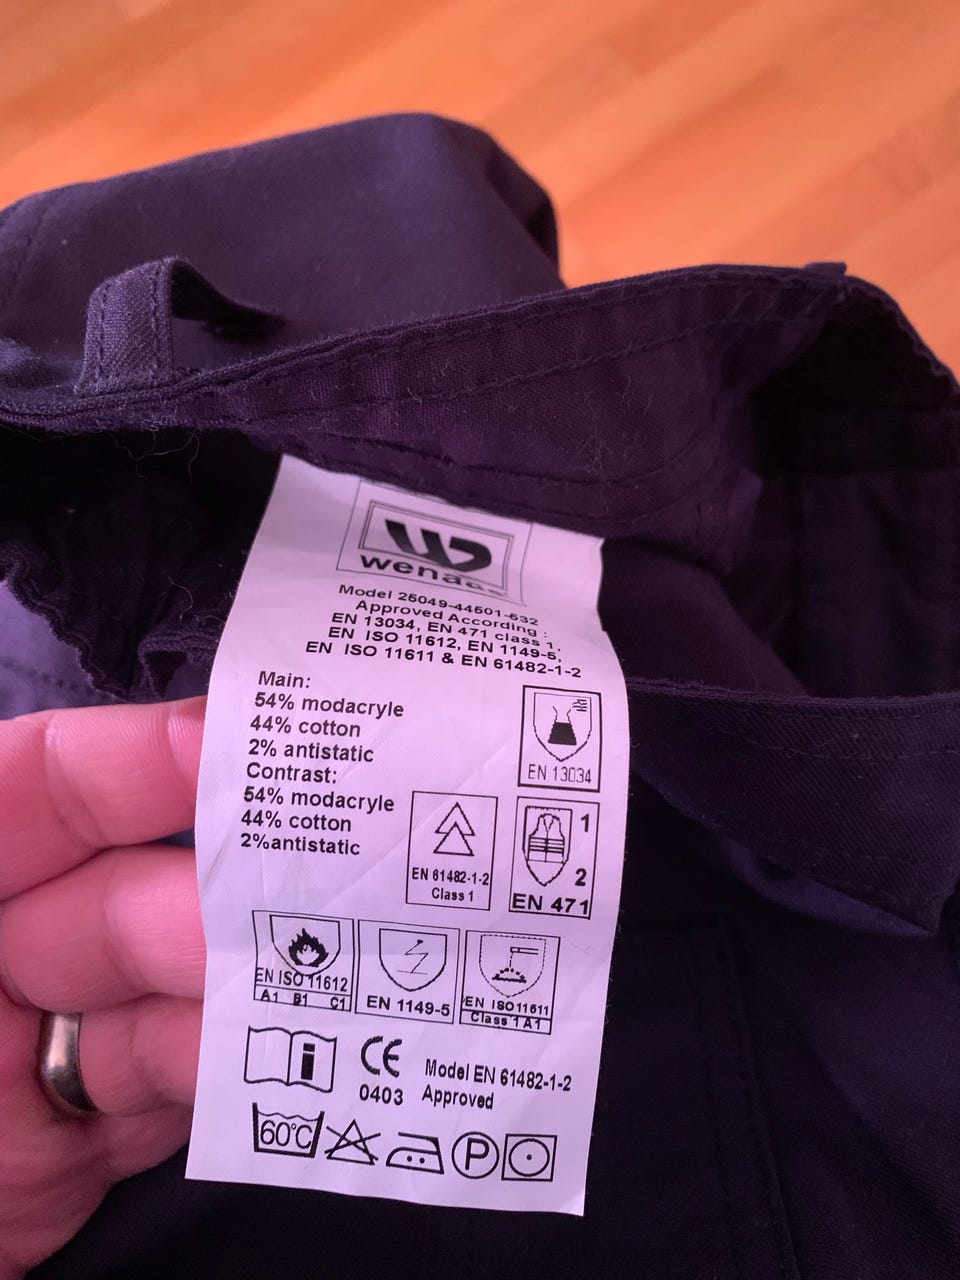 wenaas
Model 25049-44501-532
Approved According :
EN 13034, EN 471 class 1,
EN ISO 11612, EN 1149-5,
EN ISO 11611 & EN 61482-1-2
Main:
54% modacryle
44% cotton
2% antistatic
Contrast:
54% modacryle
44% cotton
2%antistatic
EN 13034
EN 61482-1-2
Class 1
1
2
EN 471
EN ISO 11612
A1 B1 C1
EN 1149-5
EN ISO11611
Class 1 A1
i
CE
0403
Model EN 61482-1-2
Approved
60°C
P